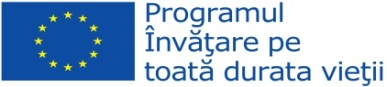 Programul
Învăţare pe
toată durata vieţii